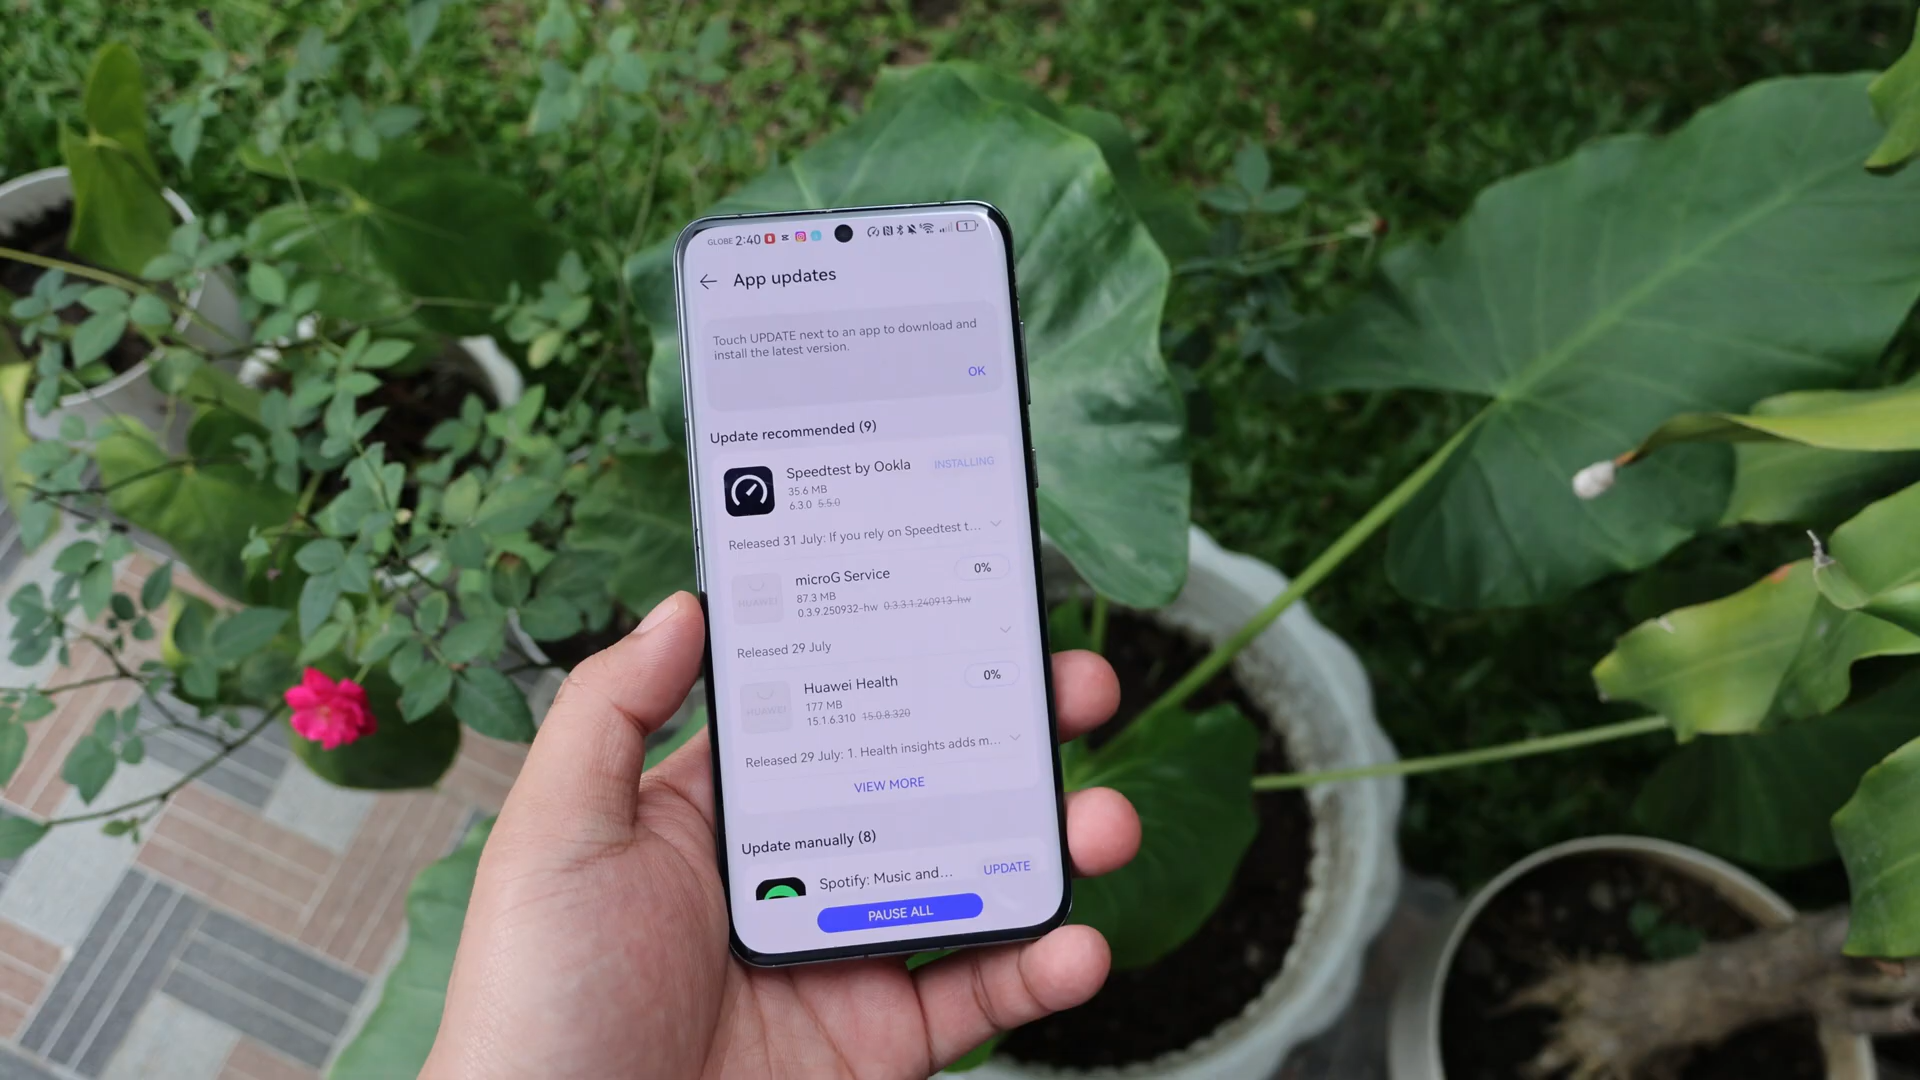 GLOBE 2:40
1
App updates
Touch UPDATE next to an app to download and
install the latest version.
OK
Update recommended (9)
Speedtest by Ookla INSTALLING
35.6 MB
6.3.0 5.5.0
Released 31 July: If you rely on Speedtest t...
HUAWEI
microG Service 0%
87.3 MB
0.3.9.250932-hw 0.3.3.1.240913-hw
Released 29 July
HUAWEI
Huawei Health 0%
177 MB
15.1.6.310 15.0.8.320
Released 29 July: 1. Health insights adds m...
VIEW MORE
Update manually (8)
Spotify: Music and... UPDATE
PAUSE ALL